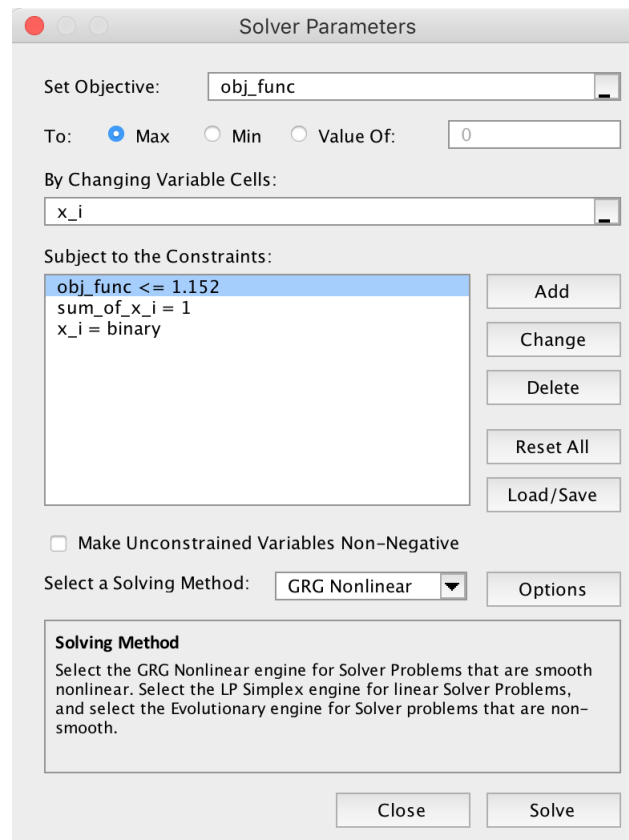 Solver Parameters
Set Objective: obj_func
To: Max Min Value Of: 0
By Changing Variable Cells:
x_i
Subject to the Constraints:
obj_func <= 1.152
sum_of_x_i = 1
x_i = binary
Add
Change
Delete
Reset All
Load/Save
Make Unconstrained Variables Non-Negative
Select a Solving Method: GRG Nonlinear Options
Solving Method
Select the GRG Nonlinear engine for Solver Problems that are smooth
nonlinear. Select the LP Simplex engine for linear Solver Problems,
and select the Evolutionary engine for Solver problems that are non-
smooth.
Close Solve